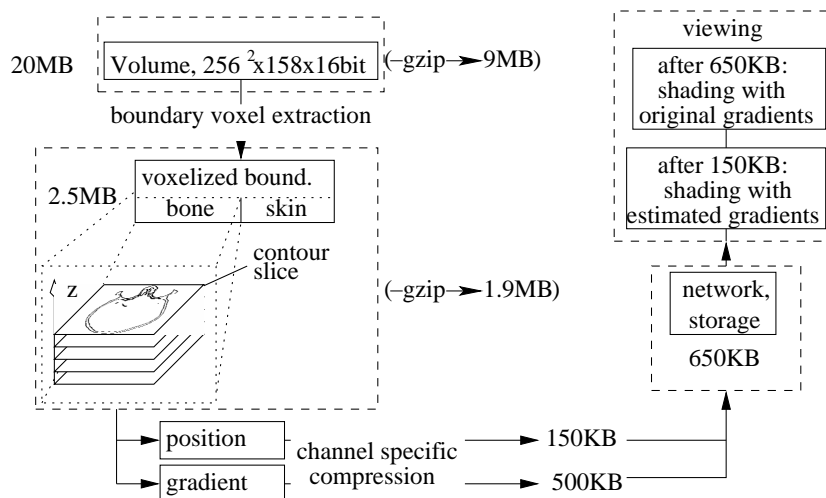 20MB
Volume, 256 ²x158x16bit
(–gzip→9MB)
boundary voxel extraction
2.5MB
voxelized bound.
bone
skin
contour
slice
z
(–gzip→1.9MB)
position
gradient
channel specific
compression
150KB
500KB
viewing
after 650KB:
shading with
original gradients
after 150KB:
shading with
estimated gradients
network,
storage
650KB